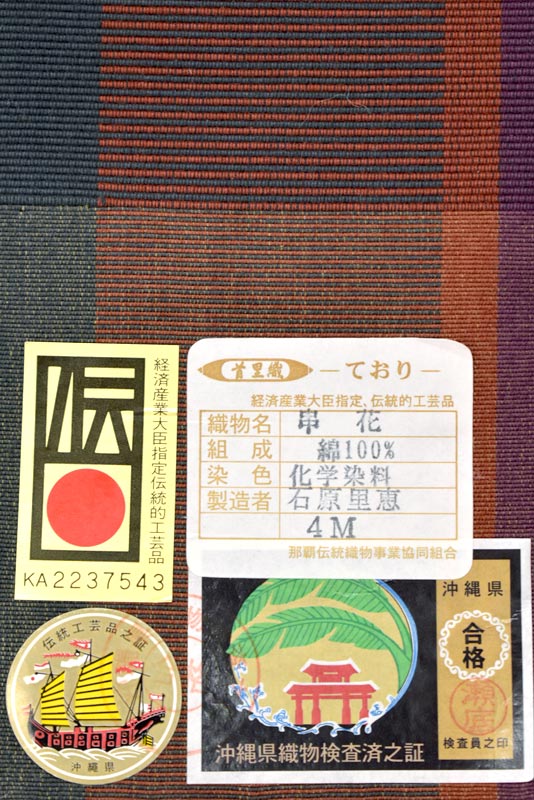 経済産業大臣指定伝統的工芸品
伝
KA2237543
首里織
―ており―
経済産業大臣指定、伝統的工芸品
織物名 串 花
組成 綿100%
染色 化学染料
製造者 石原里恵
4M
那覇伝統織物事業協同組合
伝統工芸品之証
沖縄県
沖縄県
合格
検査員之印
沖縄県織物検査済之証